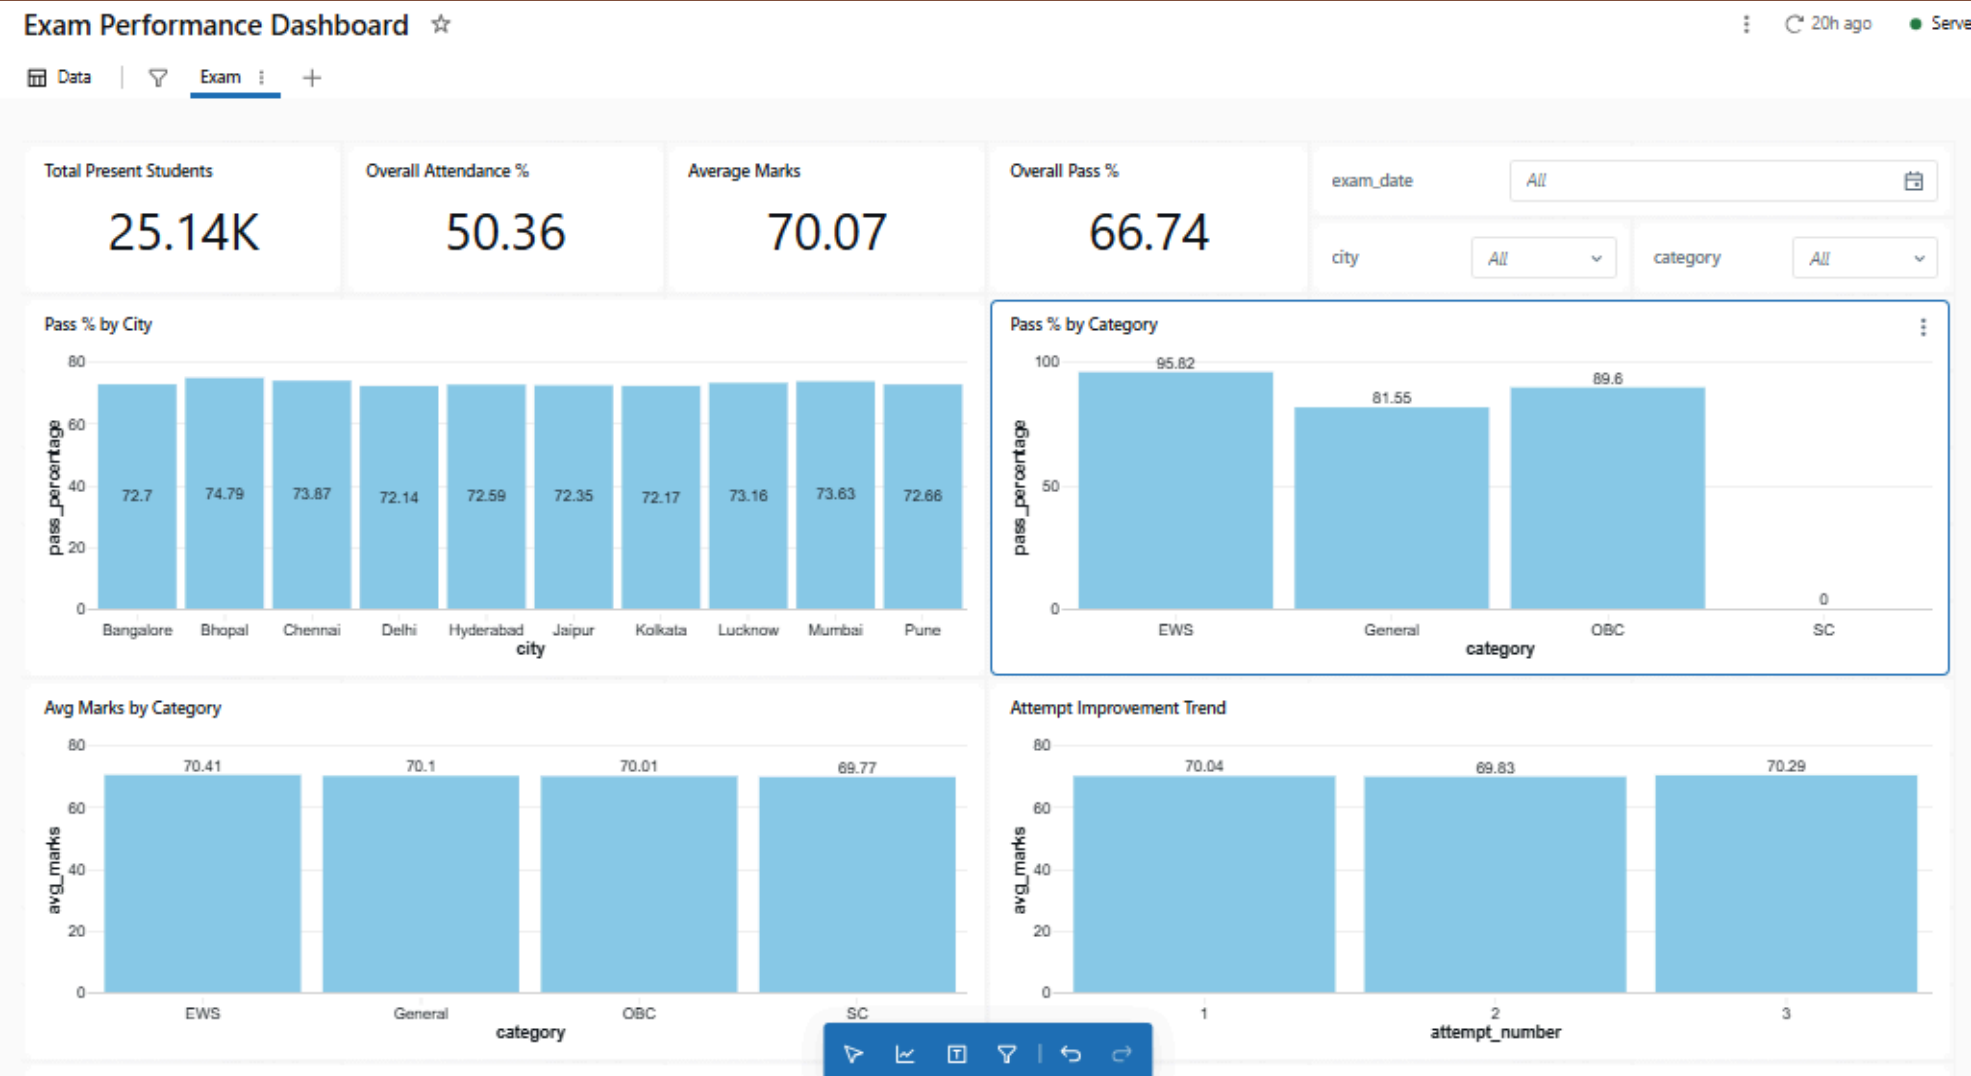 Exam Performance Dashboard
20h ago
Serve
Data
Exam
Total Present Students
25.14K
Overall Attendance %
50.36
Average Marks
70.07
Overall Pass %
66.74
exam_date
All
city
All
category
All
Pass % by City
80
60
40
20
0
pass_percentage
72.7
74.79
73.87
72.14
72.59
72.35
72.17
73.16
73.63
72.66
Bangalore
Bhopal
Chennai
Delhi
Hyderabad
Jaipur
Kolkata
Lucknow
Mumbai
Pune
city
Pass % by Category
100
50
0
pass_percentage
95.82
81.55
89.6
0
EWS
General
OBC
SC
category
Avg Marks by Category
80
60
40
20
0
avg_marks
70.41
70.1
70.01
69.77
EWS
General
OBC
SC
category
Attempt Improvement Trend
80
60
40
20
0
avg_marks
70.04
69.83
70.29
1
2
3
attempt_number